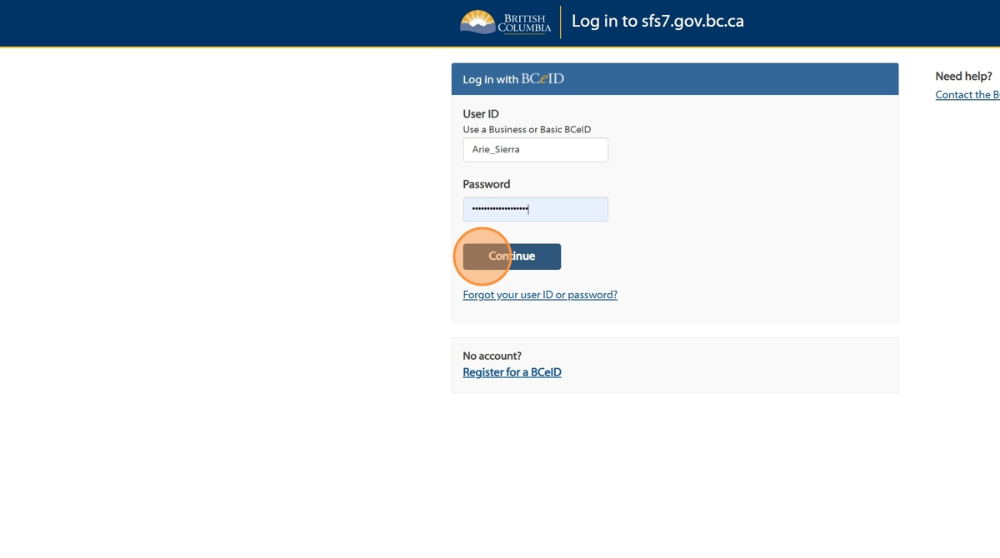 BRITISH
COLUMBIA
Log in to sfs7.gov.bc.ca
Log in with BCeID
Need help?
Contact the B
User ID
Use a Business or Basic BCeID
Arie_Sierra
Password
•••••••••••••••••••
Continue
Forgot your user ID or password?
No account?
Register for a BCeID